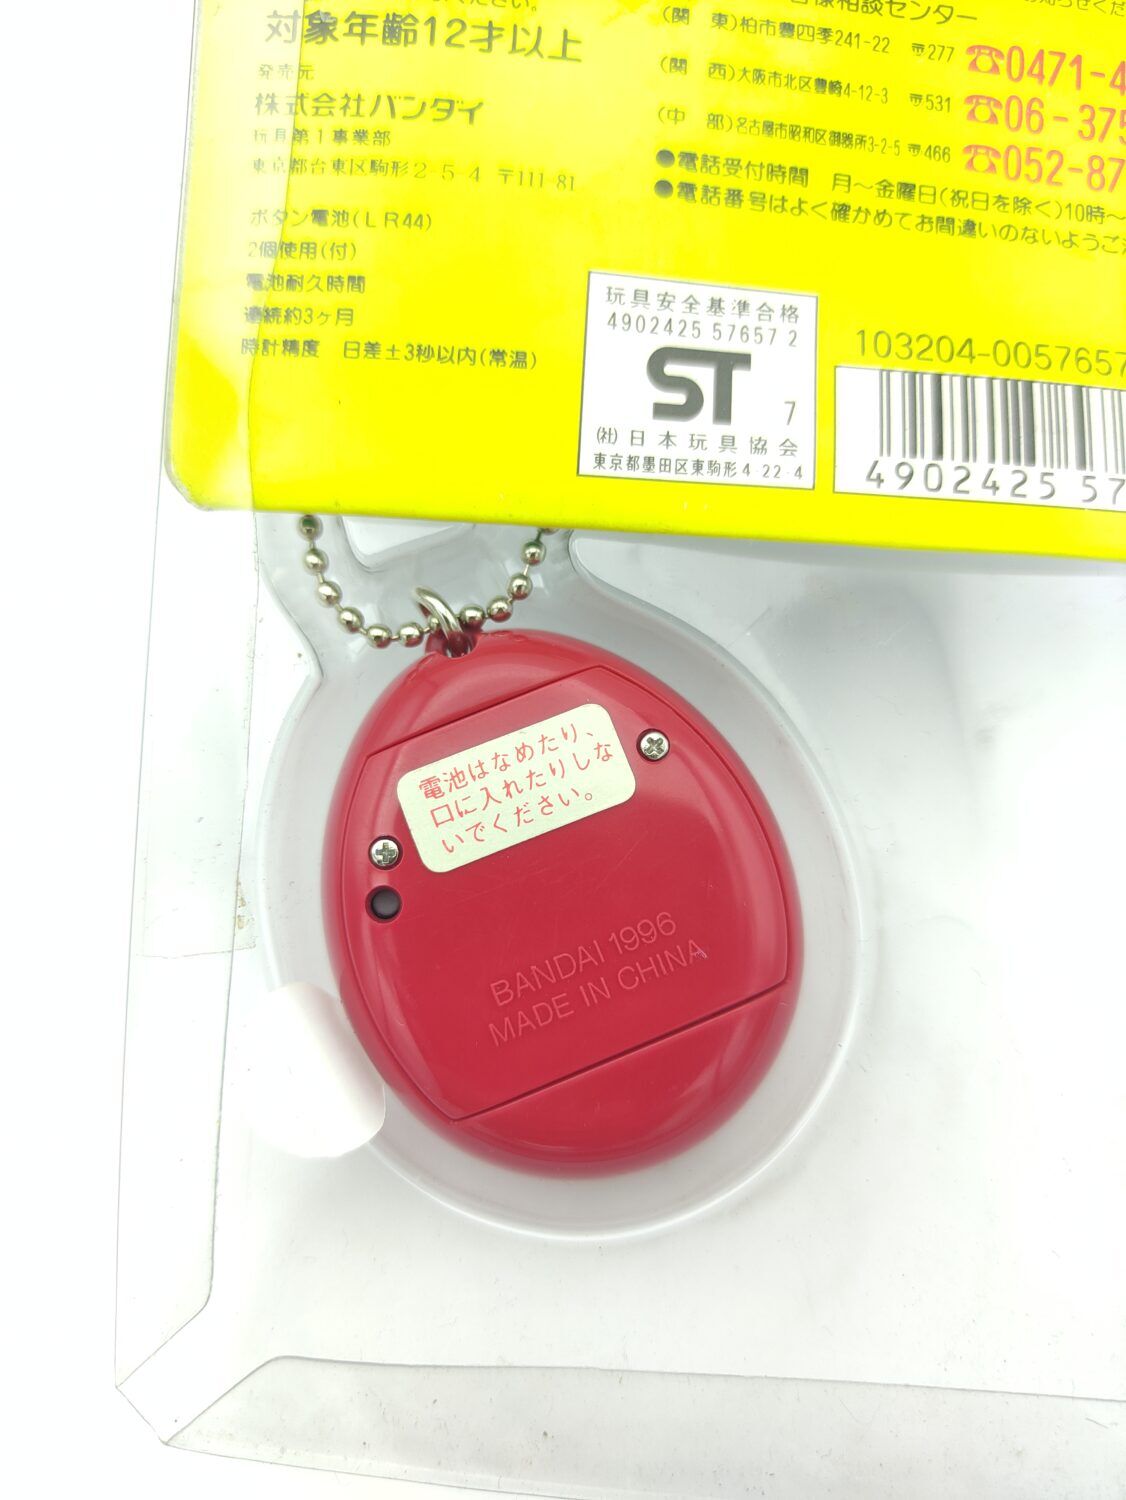 対象年齢12才以上
発売元
株式会社バンダイ
玩具第1事業部
東京都台東区駒形2-5-4 〒111-81
ボタン電池(LR44)
2個使用(付)
電池耐久時間
連続約3ヶ月
時計精度 日差±3秒以内(常温)
相談センター
(関 東)柏市豊四季241-22 〒277 ☎0471-4
(関 西)大阪市北区豊崎4-12-3 〒531 ☎06-375
(中 部)名古屋市昭和区御器所3-2-5 〒466 ☎052-87
●電話受付時間 月~金曜日(祝日を除く)10時~
●電話番号はよく確かめてお間違いのないようご
玩具安全基準合格
4902425 57657 2
ST 7
(社)日本玩具協会
東京都墨田区東駒形4-22-4
103204-0057657
4902425 57
電池はなめたり、
口に入れたりしな
いでください。
BANDAI 1996
MADE IN CHINA